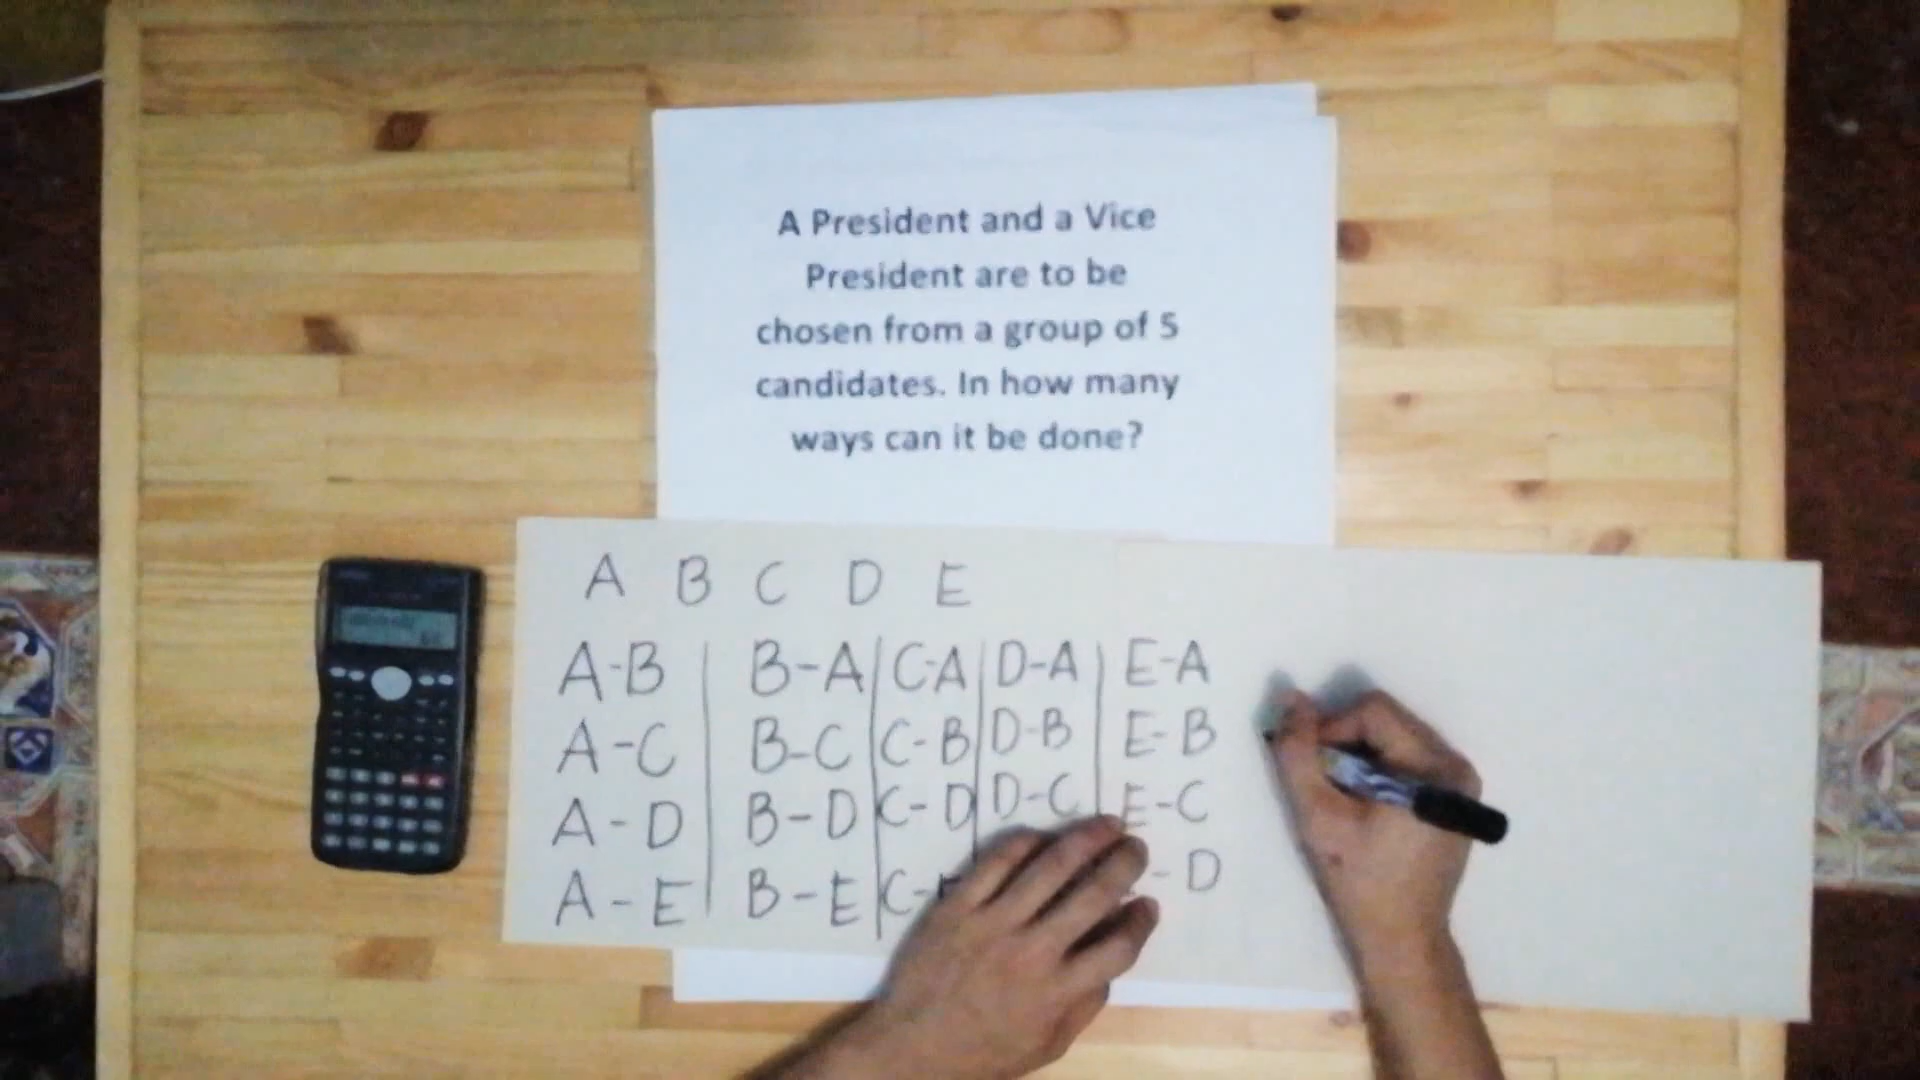 A President and a Vice
President are to be
chosen from a group of 5
candidates. In how many
ways can it be done?
A B C D E
A-B B-A C-A D-A E-A
A-C B-C C-B D-B E-B
A-D B-D C-D D-C E-C
A-E B-E C- -D